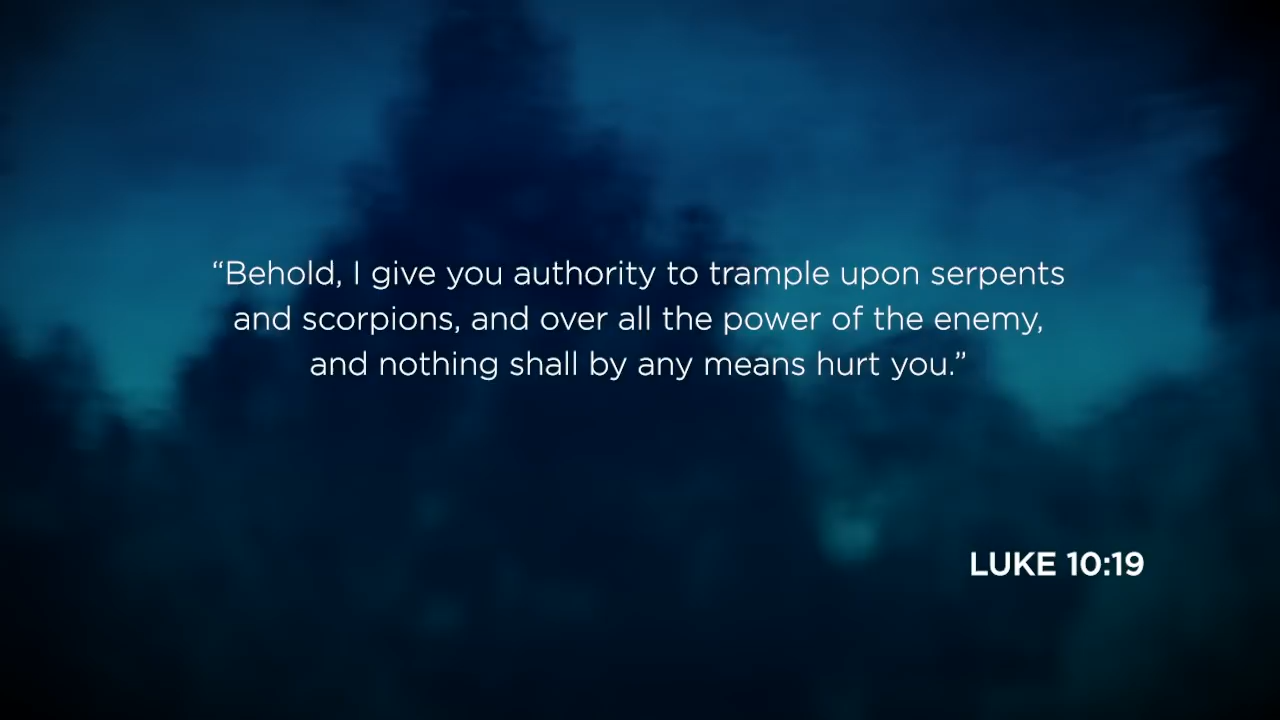 “Behold, I give you authority to trample upon serpents
and scorpions, and over all the power of the enemy,
and nothing shall by any means hurt you.”
LUKE 10:19